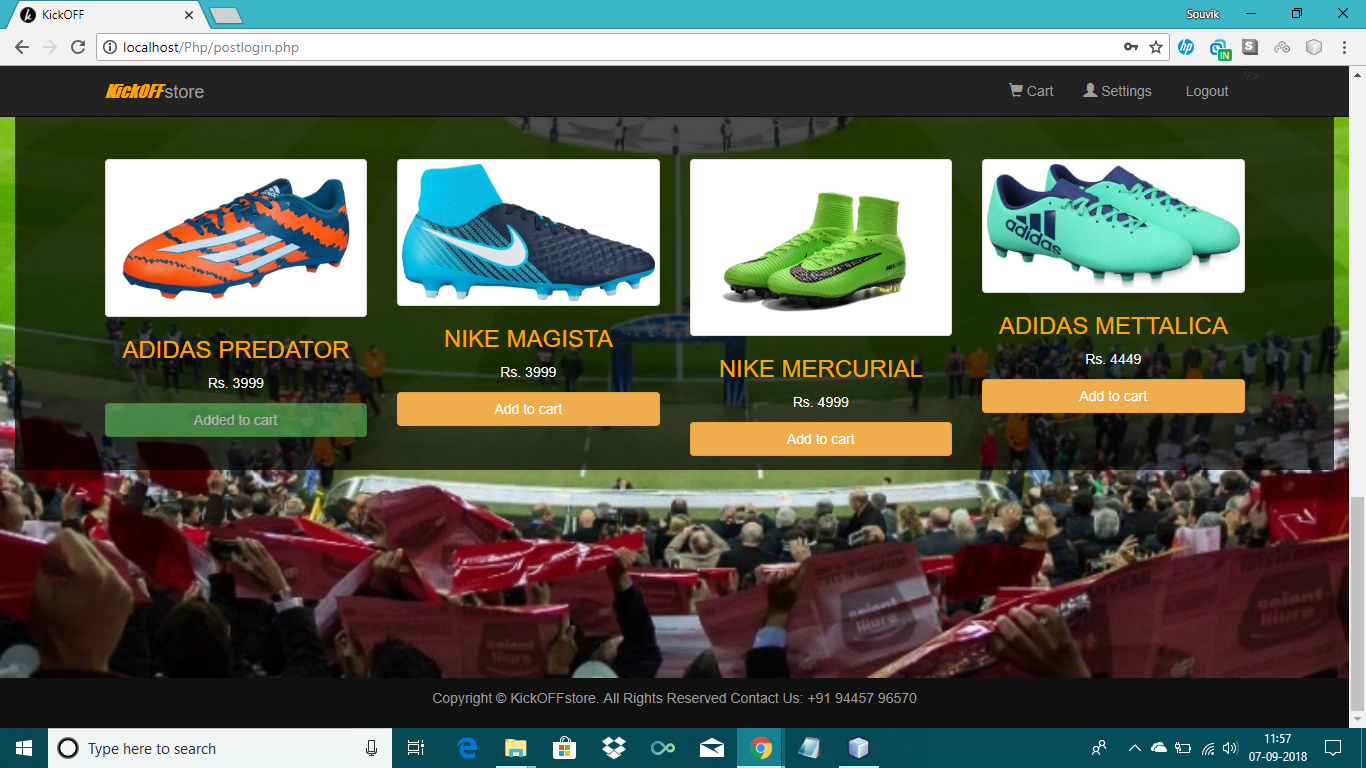 KickOFF
Souvik
localhost/Php/postlogin.php
IN
S
KickOFFstore
Cart
Settings
Logout
?>
adidas
ADIDAS PREDATOR
Rs. 3999
Added to cart
NIKE MAGISTA
Rs. 3999
Add to cart
NIKE MERCURIAL
Rs. 4999
Add to cart
ADIDAS METTALICA
Rs. 4449
Add to cart
Copyright © KickOFFstore. All Rights Reserved Contact Us: +91 94457 96570
Type here to search
11:57
07-09-2018